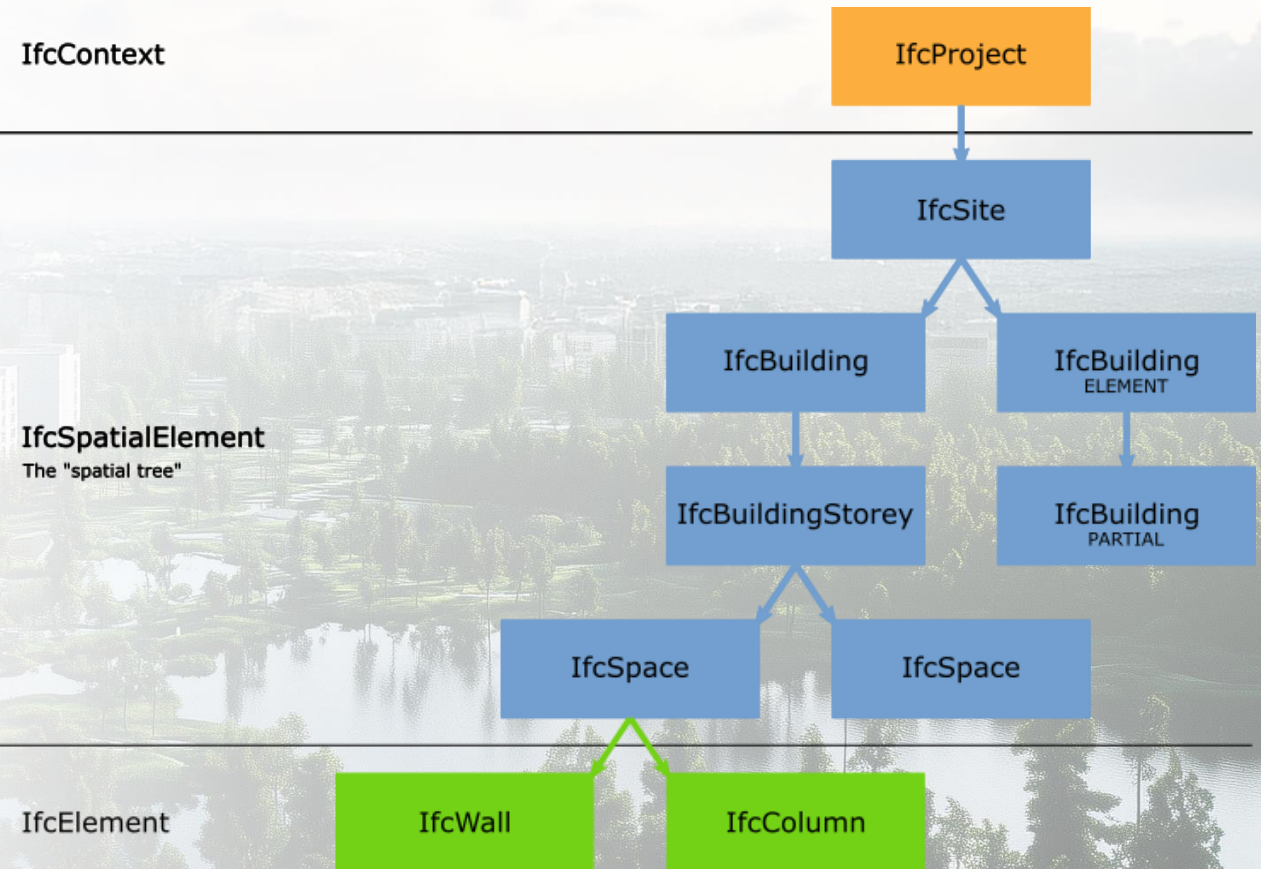 IfcContext
IfcProject
IfcSite
IfcBuilding
IfcBuilding
ELEMENT
IfcSpatialElement
The "spatial tree"
IfcBuildingStorey
IfcBuilding
PARTIAL
IfcSpace
IfcSpace
IfcElement
IfcWall
IfcColumn